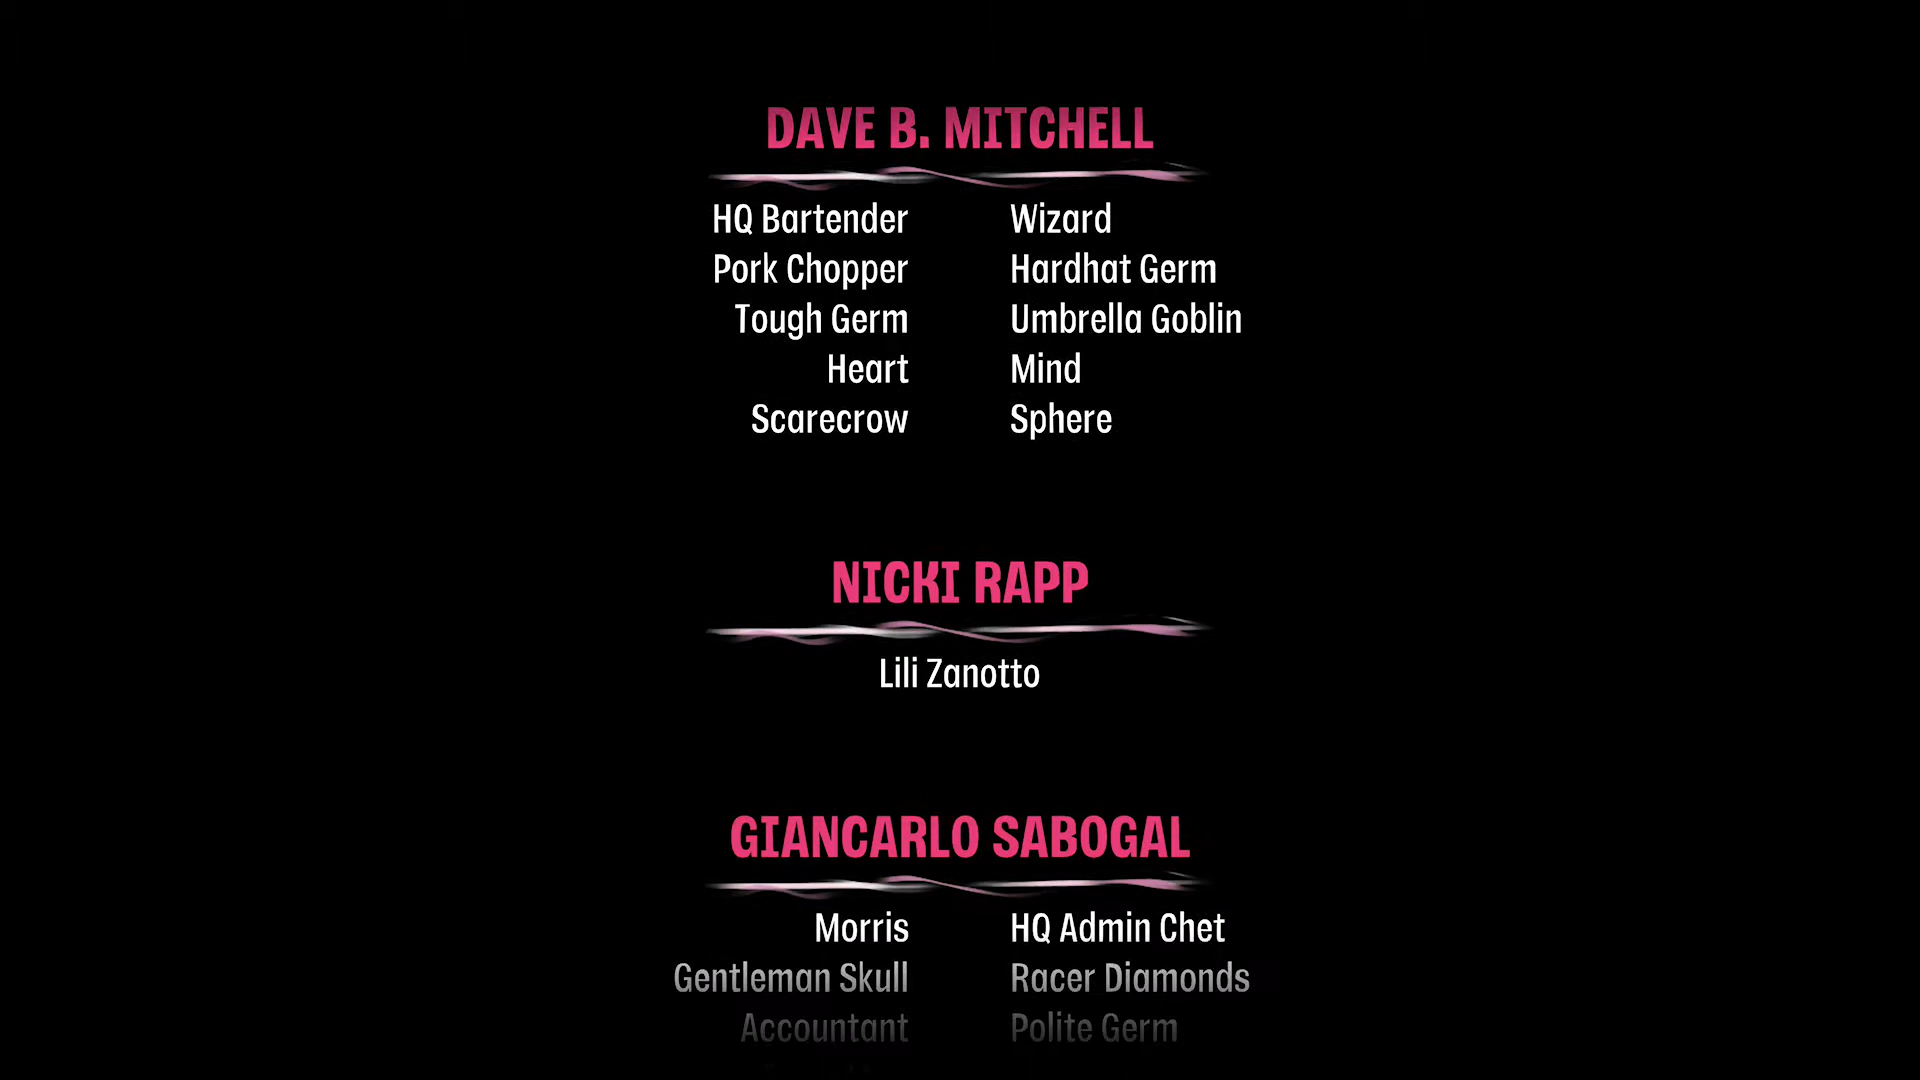 DAVE B. MITCHELL
HQ Bartender Wizard
Pork Chopper Hardhat Germ
Tough Germ Umbrella Goblin
Heart Mind
Scarecrow Sphere
NICKI RAPP
Lili Zanotto
GIANCARLO SABOGAL
Morris HQ Admin Chet
Gentleman Skull Racer Diamonds
Accountant Polite Germ